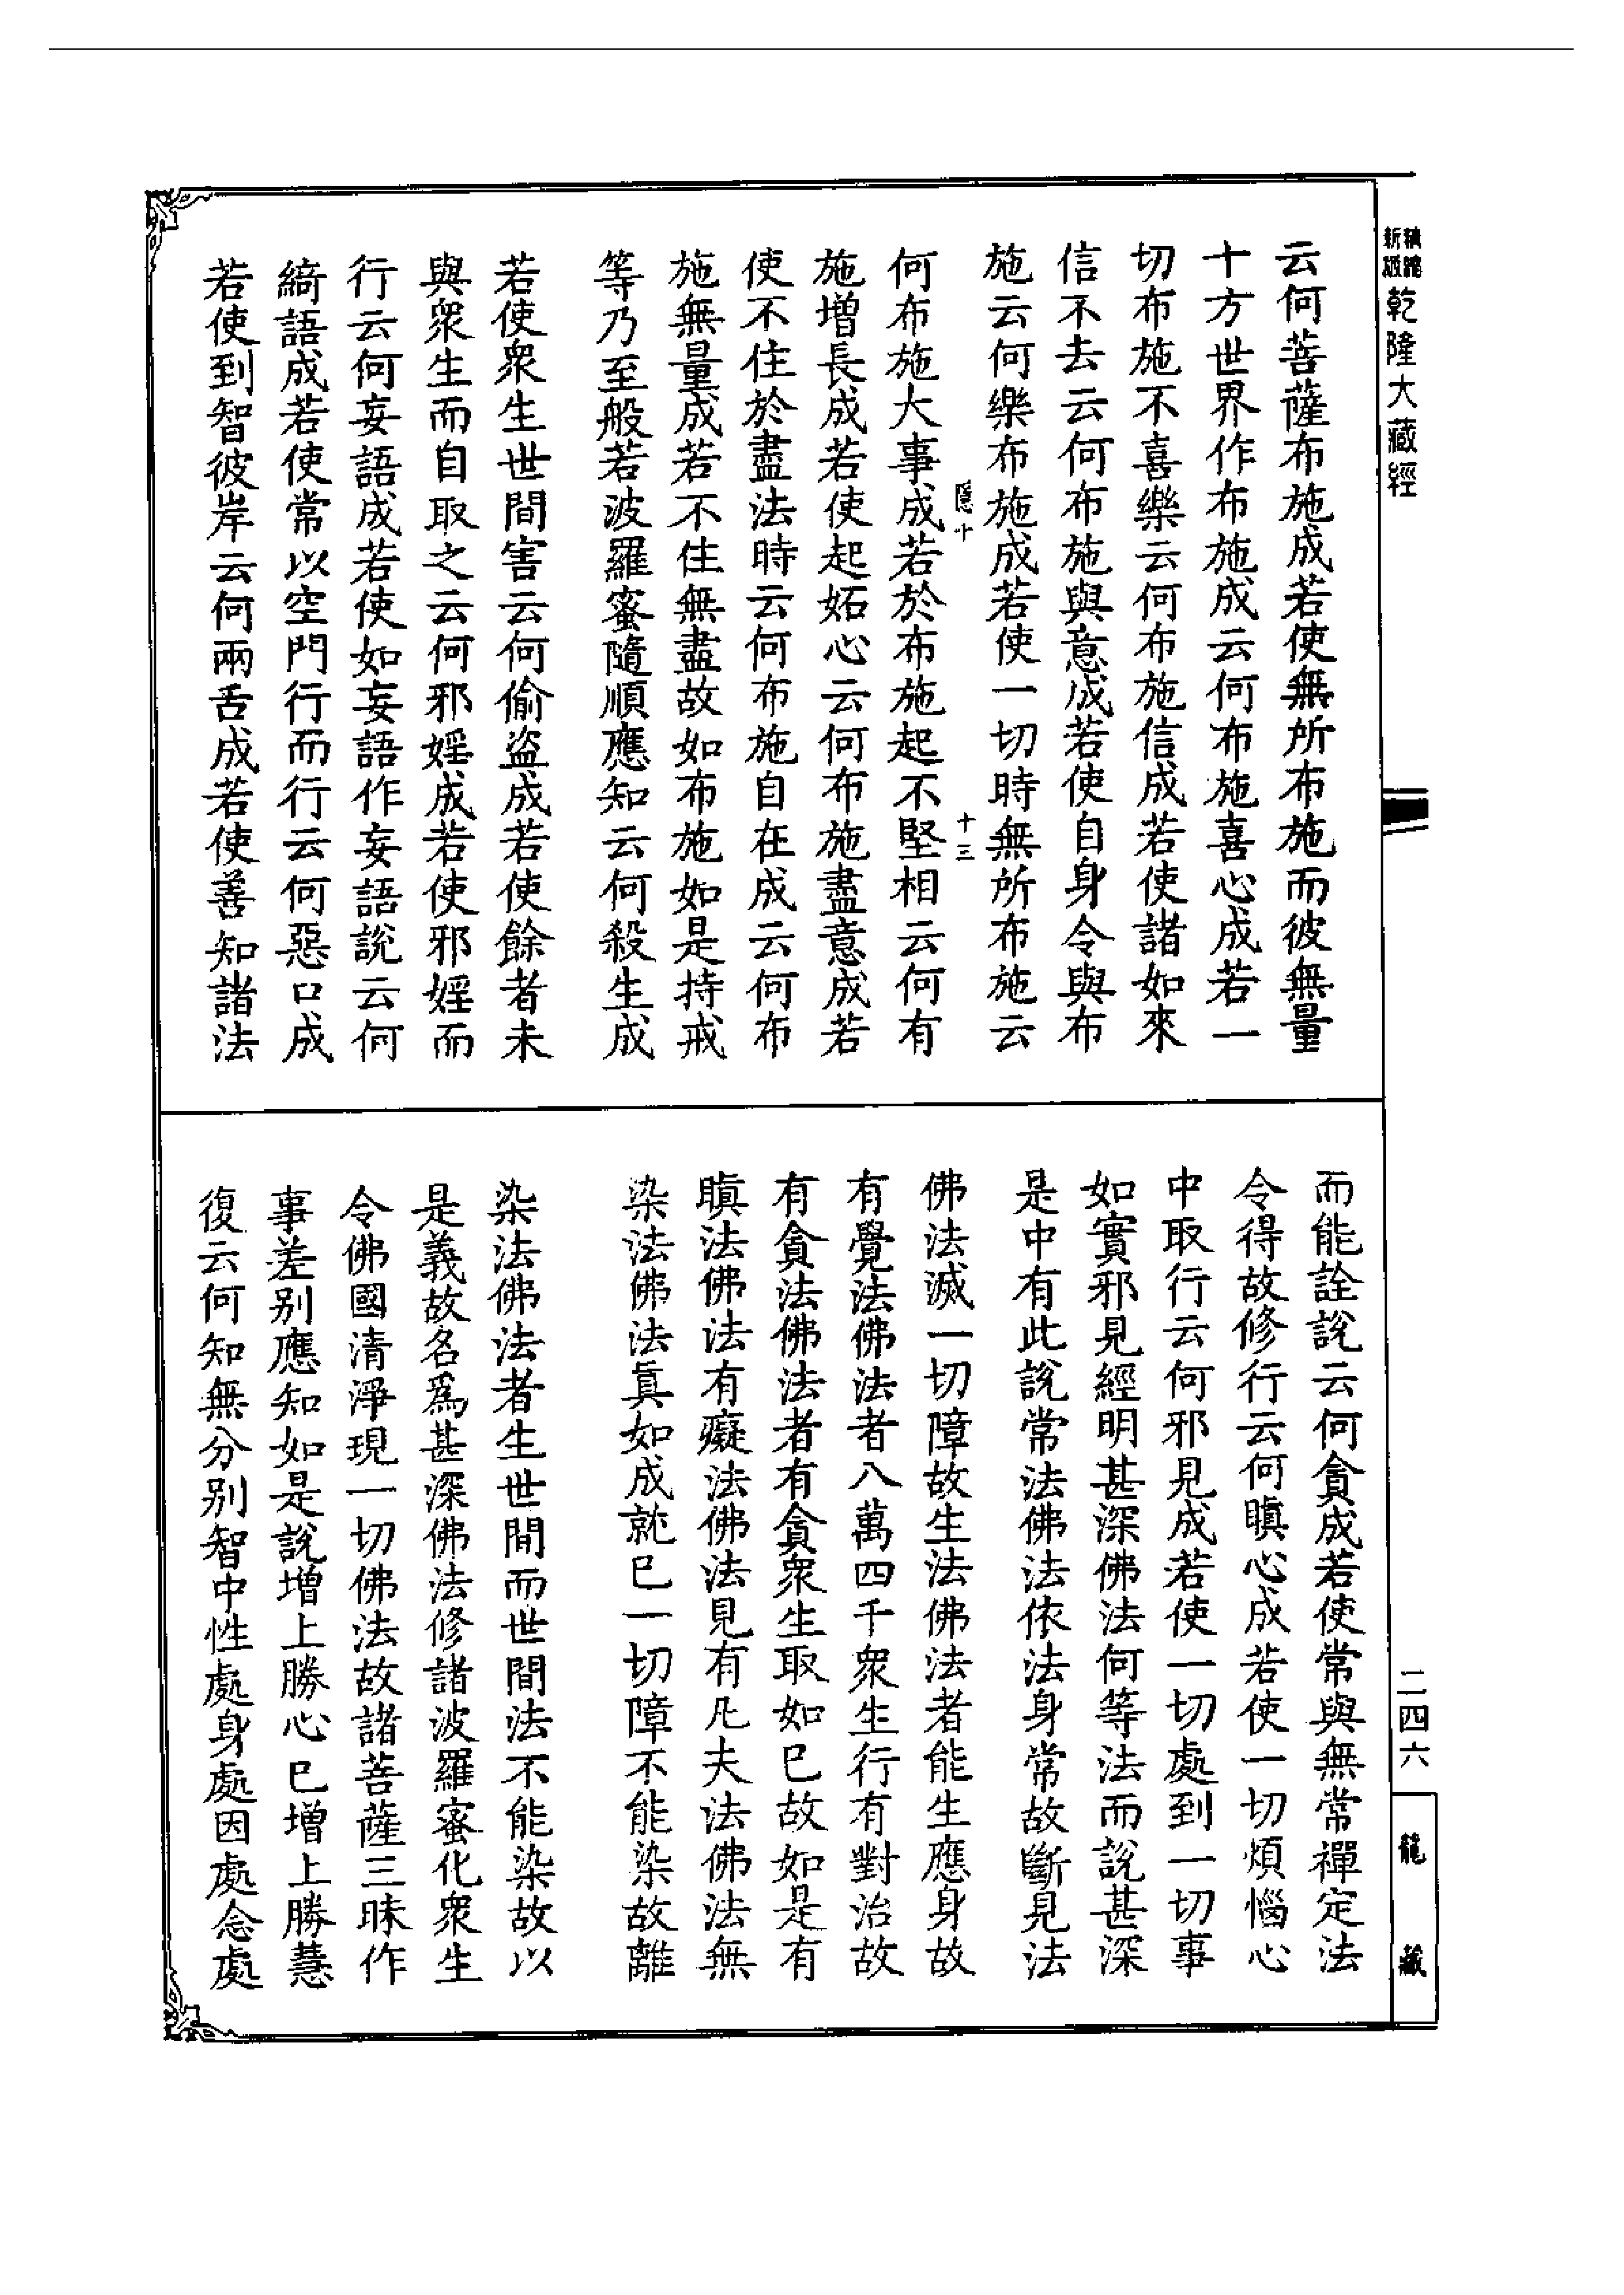 新編縮版乾隆大藏經
云何菩薩布施成若使無所布施而彼無量
十方世界作布施成云何布施喜心成若一
切布施不喜樂云何布施信成若使諸如來
信不去云何布施與意成若使自身令與布
施云何樂布施成若使一切時無所布施云
隱十
十三
何布施大事成若於布施起不堅相云何有
施增長成若使起妬心云何布施盡意成若
使不住於盡法時云何布施自在成云何布
施無量成若不住無盡故如布施如是持戒
等乃至般若波羅蜜隨順應知云何殺生成
若使衆生世間害云何偷盜成若使餘者未
與衆生而自取之云何邪婬成若使邪婬而
行云何妄語成若使如妄語作妄語說云何
綺語成若使常以空門行而行云何惡口成
若使到智彼岸云何兩舌成若使善知諸法
而能詮說云何貪成若使常與無常禪定法
令得故修行云何瞋心成若使一切煩惱心
中取行云何邪見成若使一切處到一切事
如實邪見經明甚深佛法何等法而說甚深
是中有此說常法佛法依法身常故斷見法
佛法滅一切障故生法佛法者能生應身故
有覺法佛法者八萬四千衆生行有對治故
有貪法佛法者有貪衆生取如已故如是有
瞋法佛法有癡法佛法見有凡夫法佛法無
染法佛法眞如成就已一切障不能染故離
染法佛法者生世間而世間法不能染故以
是義故名爲甚深佛法修諸波羅蜜化衆生
令佛國清淨現一切佛法故諸菩薩三昧作
事差别應知如是說增上勝心已增上勝慧
復云何知無分别智中性處身處因處念處
二四六
龍藏